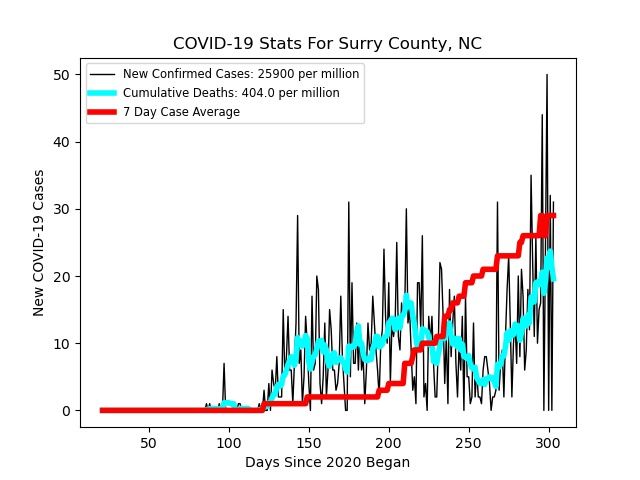 COVID-19 Stats For Surry County, NC
New Confirmed Cases: 25900 per million
Cumulative Deaths: 404.0 per million
7 Day Case Average
New COVID-19 Cases
50
40
30
20
10
0
50 100 150 200 250 300
Days Since 2020 Began